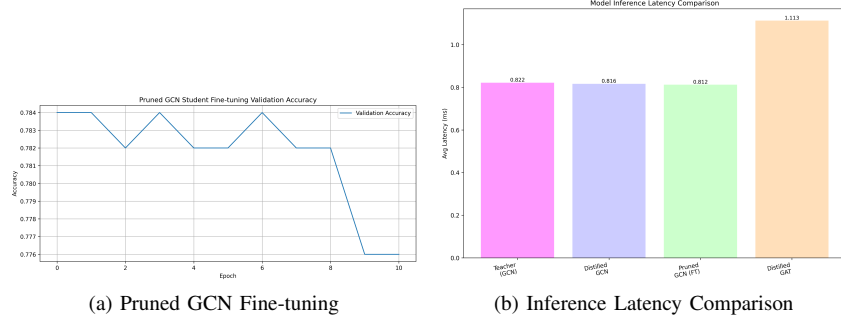 Pruned GCN Student Fine-tuning Validation Accuracy
Validation Accuracy
0.784
0.783
0.782
0.781
0.780
0.779
0.778
0.777
0.776
Accuracy
0 2 4 6 8 10
Epoch
(a) Pruned GCN Fine-tuning
Model Inference Latency Comparison
1.113
0.822
0.816
0.812
1.0
0.8
0.6
0.4
0.2
0.0
Avg Latency (ms)
Teacher
(GCN)
Distilled
GCN
Pruned
GCN (FT)
Distilled
GAT
(b) Inference Latency Comparison